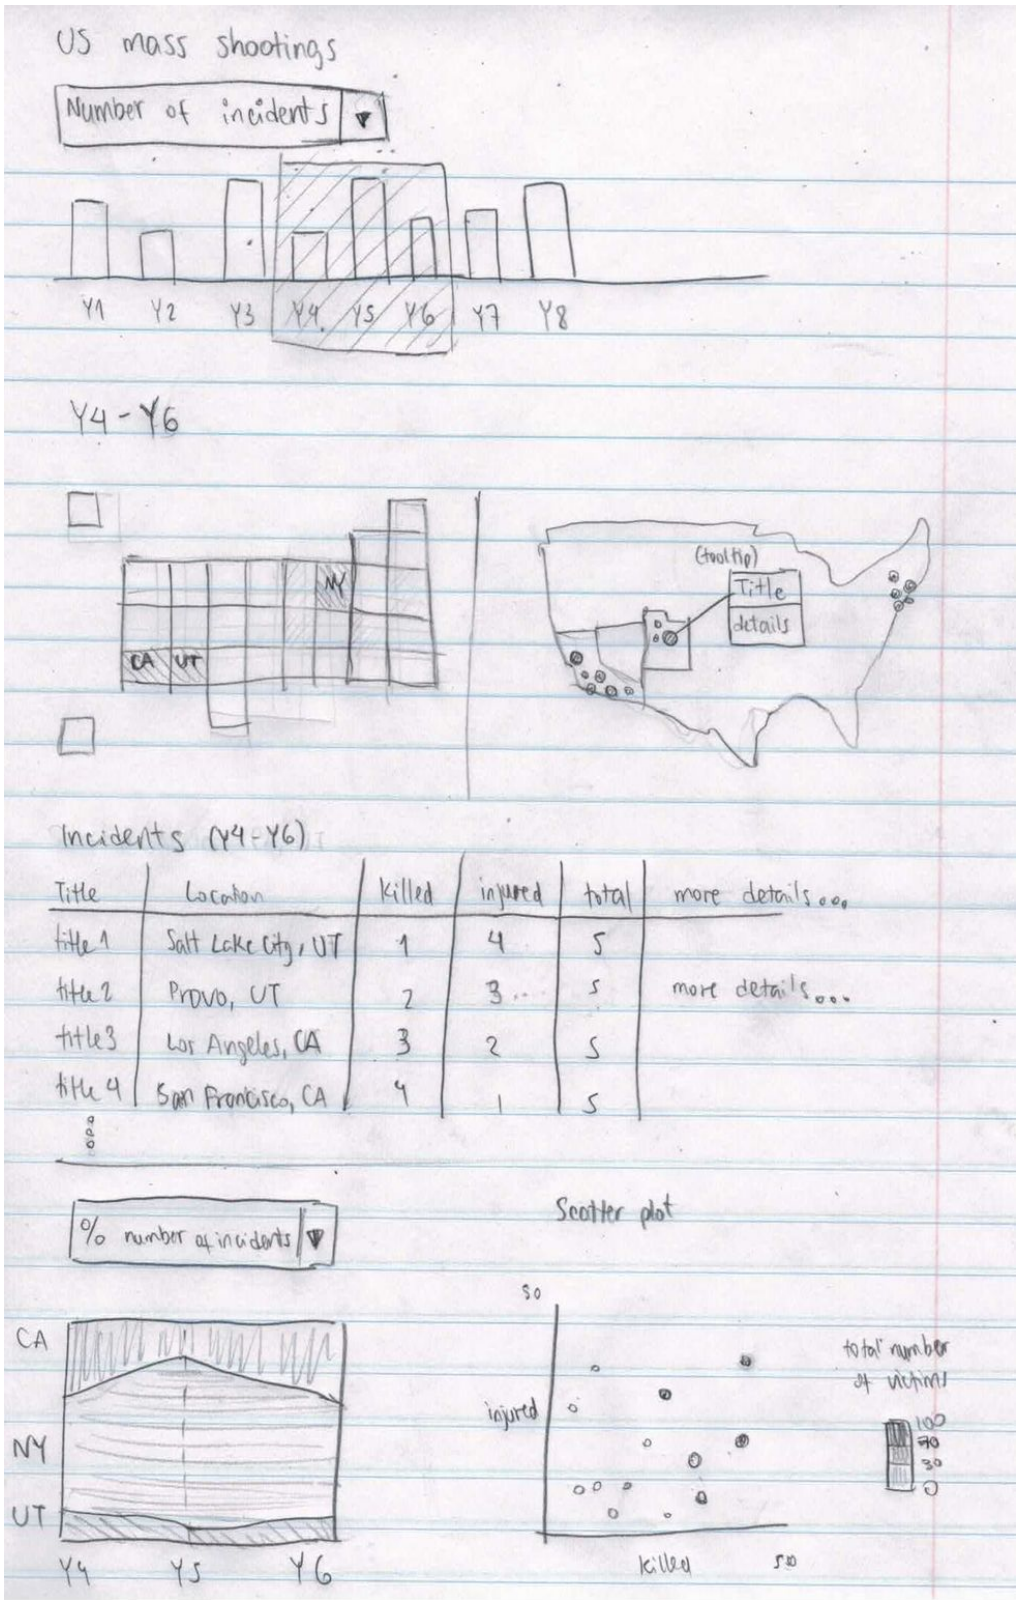 US mass shootings
Number of incidents
Y1 Y2 Y3 Y4 Y5 Y6 Y7 Y8
Y4-Y6
NY
CA UT
(tooltip)
Title
details
Incidents (Y4-Y6)
Title Location Killed injured total more details...
title 1 Salt Lake City, UT 1 4 5
title 2 Provo, UT 2 3 5 more details...
title 3 Los Angeles, CA 3 2 5
title 4 San Francisco, CA 4 1 5
% number of incidents
Scatter plot
CA
NY
UT
Y4 Y5 Y6
50
injured
killed 50
total number
of victims
100
70
30
0